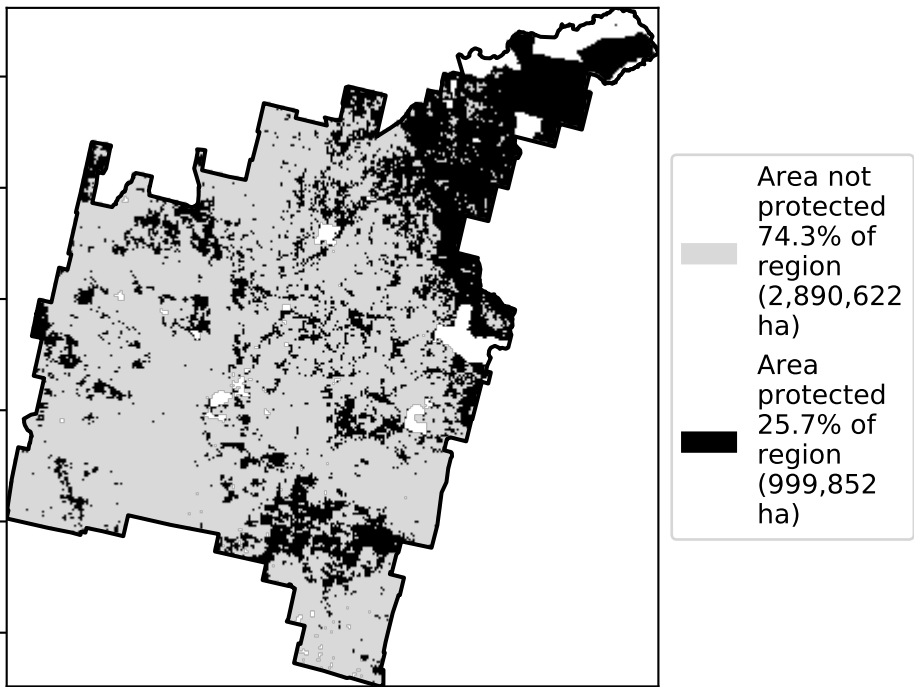 Area not
protected
74.3% of
region
(2,890,622
ha)
Area
protected
25.7% of
region
(999,852
ha)